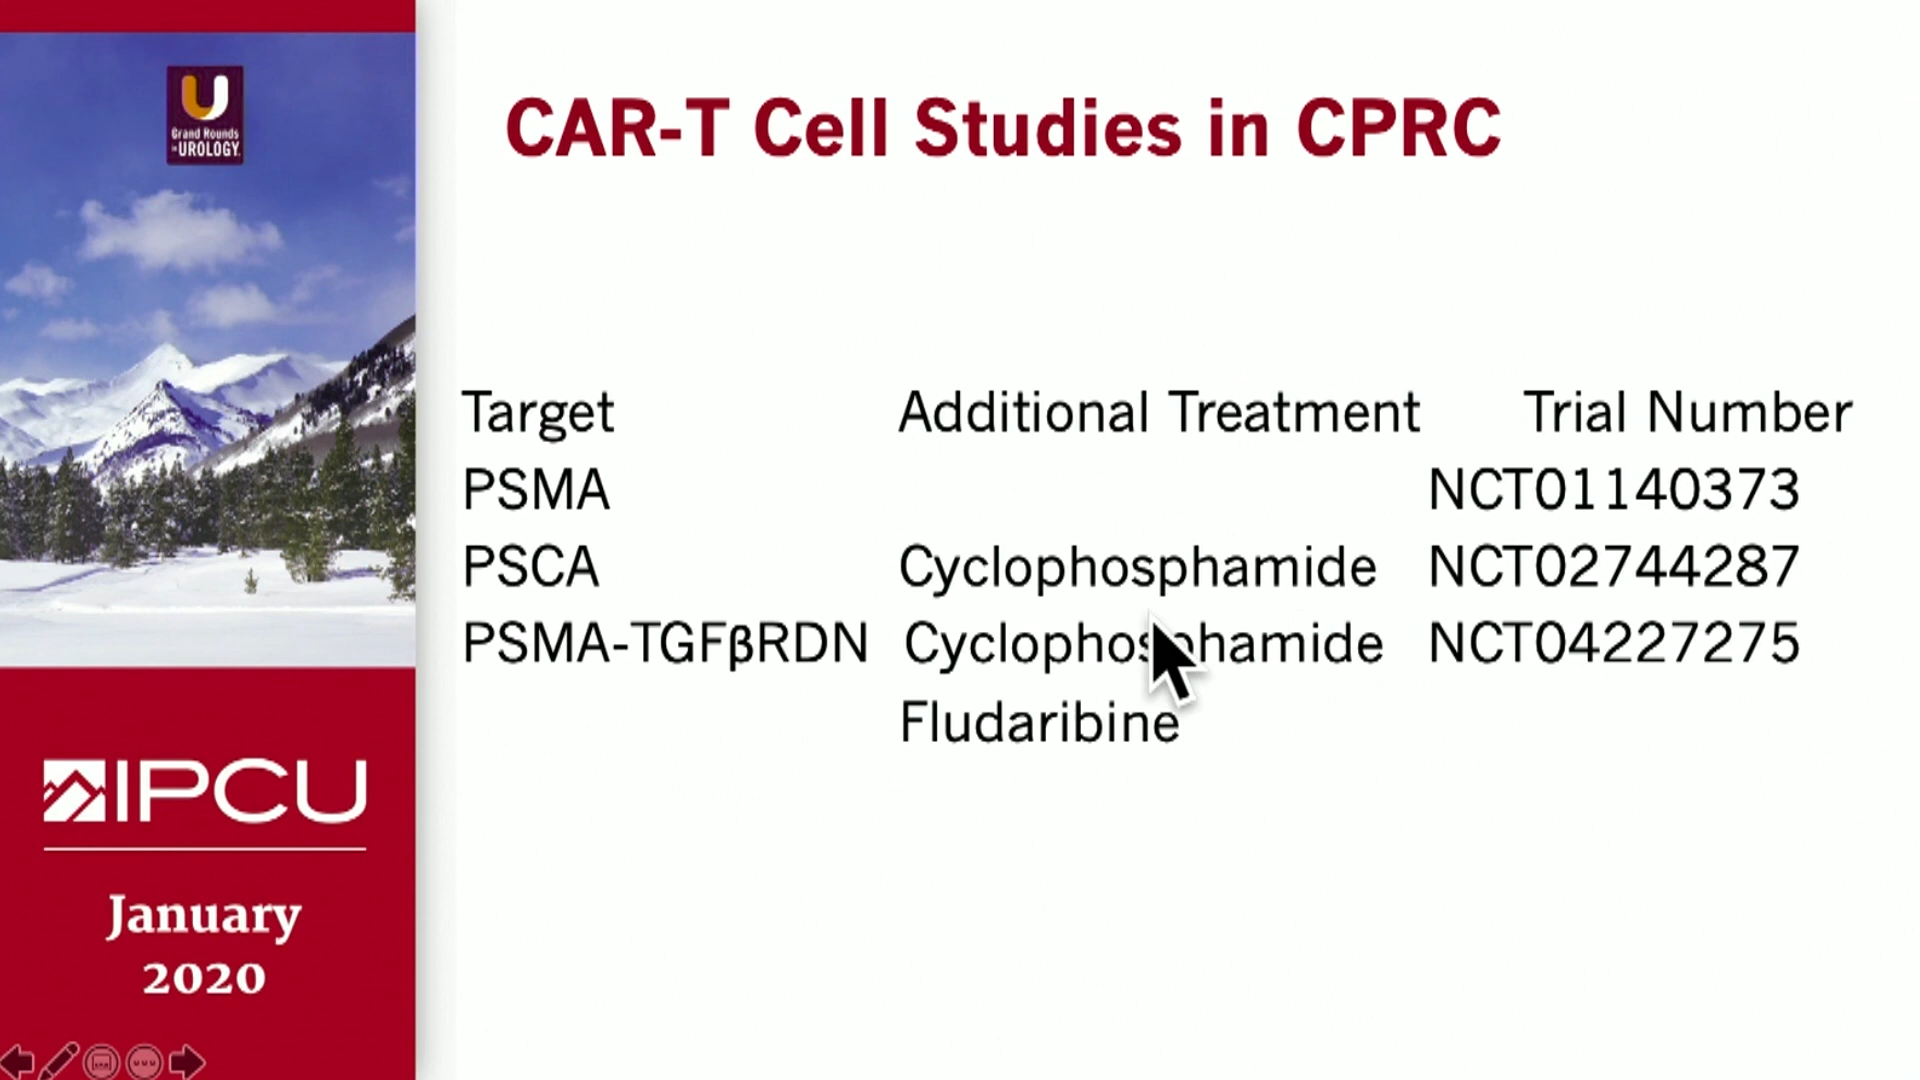 U
Grand Rounds
in UROLOGY
IPCU
January
2020
CAR-T Cell Studies in CPRC
Target Additional Treatment Trial Number
PSMA NCT01140373
PSCA Cyclophosphamide NCT02744287
PSMA-TGFβRDN Cyclophosphamide NCT04227275
Fludaribine